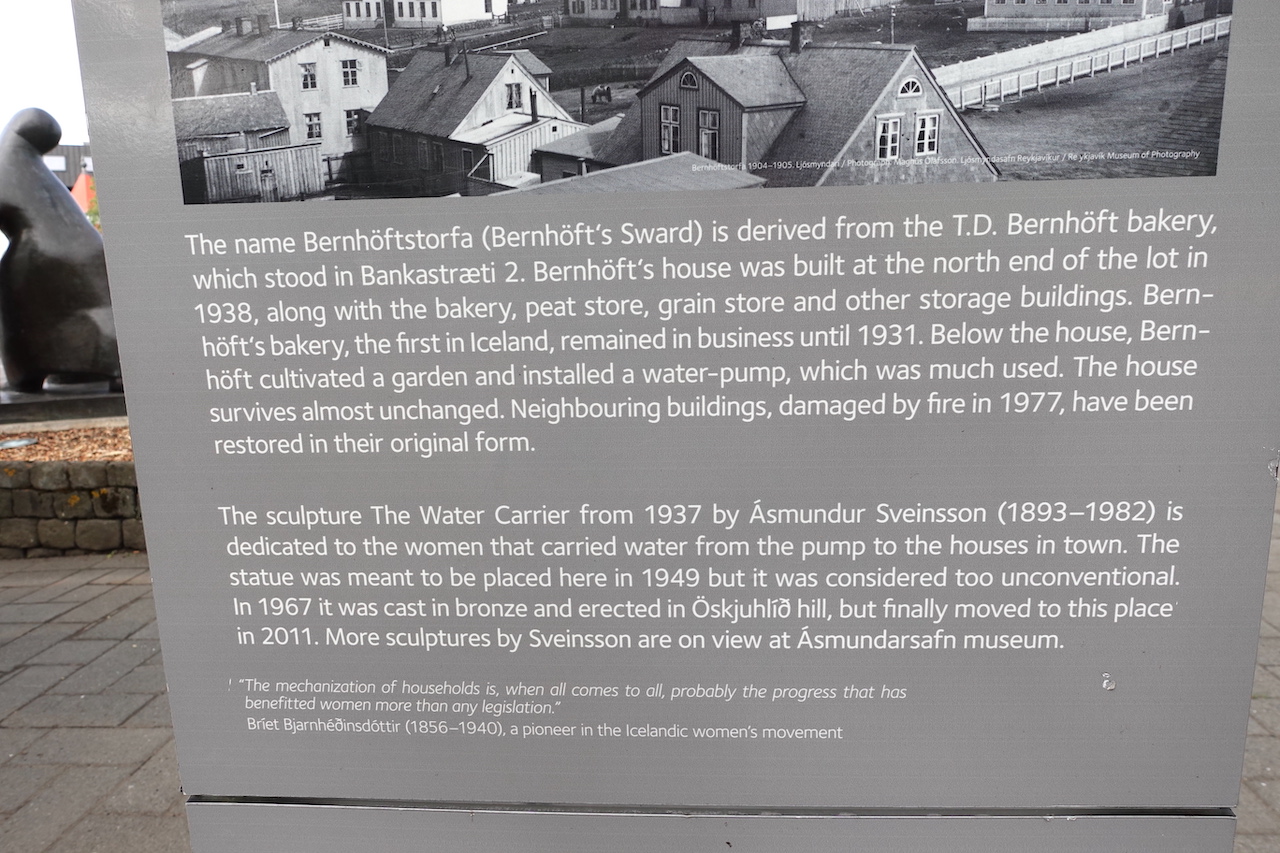 Bernhöftstorfa 1904–1905. Ljósmyndari / Photograph: Magnús Ólafsson. Ljósmyndasafn Reykjavíkur / Reykjavík Museum of Photography
The name Bernhöftstorfa (Bernhöft‘s Sward) is derived from the T.D. Bernhöft bakery,
which stood in Bankastræti 2. Bernhöft‘s house was built at the north end of the lot in
1938, along with the bakery, peat store, grain store and other storage buildings. Bern–
höft‘s bakery, the first in Iceland, remained in business until 1931. Below the house, Bern–
höft cultivated a garden and installed a water–pump, which was much used. The house
survives almost unchanged. Neighbouring buildings, damaged by fire in 1977, have been
restored in their original form.
The sculpture The Water Carrier from 1937 by Ásmundur Sveinsson (1893–1982) is
dedicated to the women that carried water from the pump to the houses in town. The
statue was meant to be placed here in 1949 but it was considered too unconventional.
In 1967 it was cast in bronze and erected in Öskjuhlíð hill, but finally moved to this place
in 2011. More sculptures by Sveinsson are on view at Ásmundarsafn museum.
“The mechanization of households is, when all comes to all, probably the progress that has
benefitted women more than any legislation.”
Bríet Bjarnhéðinsdóttir (1856–1940), a pioneer in the Icelandic women’s movement